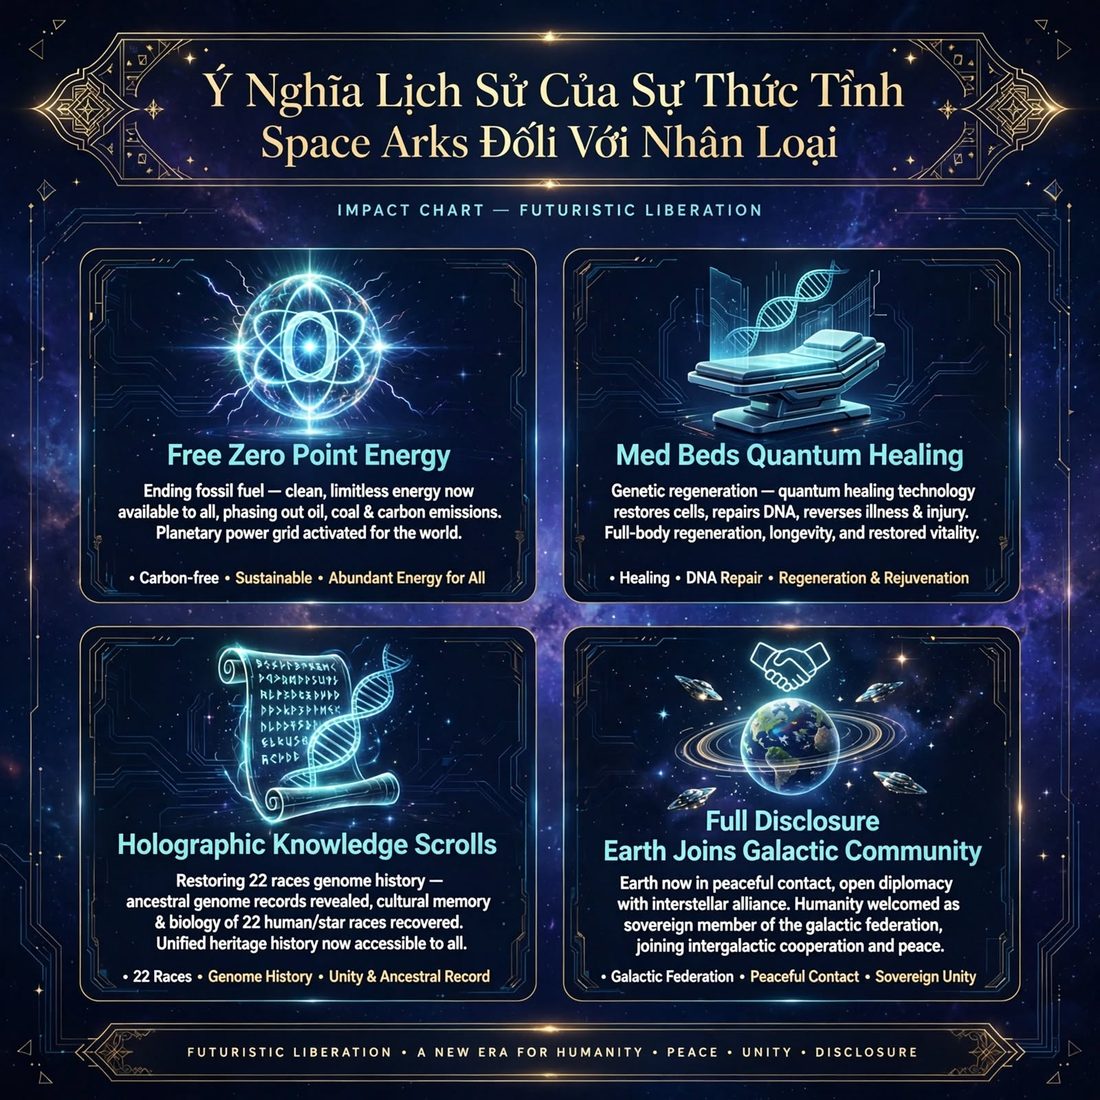 Ý Nghĩa Lịch Sử Của Sự Thức Tỉnh
Space Arks Đốli Với Nhân Loại
IMPACT CHART — FUTURISTIC LIBERATION
Free Zero Point Energy
Ending fossil fuel — clean, limitless energy now
available to all, phasing out oil, coal & carbon emissions.
Planetary power grid activated for the world.
• Carbon-free • Sustainable • Abundant Energy for All
Med Beds Quantum Healing
Genetic regeneration — quantum healing technology
restores cells, repairs DNA, reverses illness & injury.
Full-body regeneration, longevity, and restored vitality.
• Healing • DNA Repair • Regeneration & Rejuvenation
Holographic Knowledge Scrolls
Restoring 22 races genome history —
ancestral genome records revealed, cultural memory
& biology of 22 human/star races recovered.
Unified heritage history now accessible to all.
• 22 Races • Genome History • Unity & Ancestral Record
Full Disclosure
Earth Joins Galactic Community
Earth now in peaceful contact, open diplomacy
with interstellar alliance. Humanity welcomed as
sovereign member of the galactic federation,
joining intergalactic cooperation and peace.
• Galactic Federation • Peaceful Contact • Sovereign Unity
FUTURISTIC LIBERATION • A NEW ERA FOR HUMANITY • PEACE • UNITY • DISCLOSURE